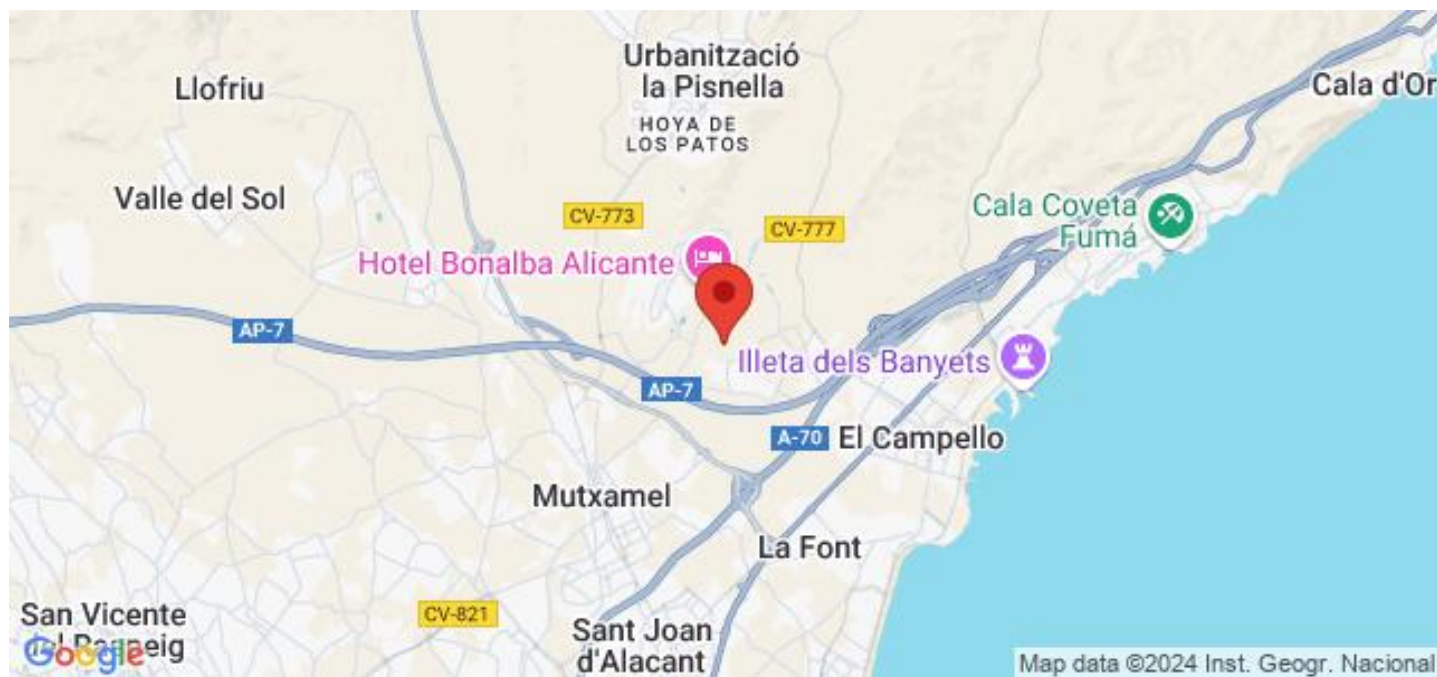 Urbanització
la Pisnella
Llofriu
Cala d'Or
HOYA DE
LOS PATOS
Valle del Sol
CV-773
CV-777
Cala Coveta
Fumá
Hotel Bonalba Alicante
AP-7
Illeta dels Banyets
AP-7
A-70
El Campello
Mutxamel
La Font
CV-821
San Vicente
Sant Joan
d'Alacant
Google
Map data ©2024 Inst. Geogr. Nacional